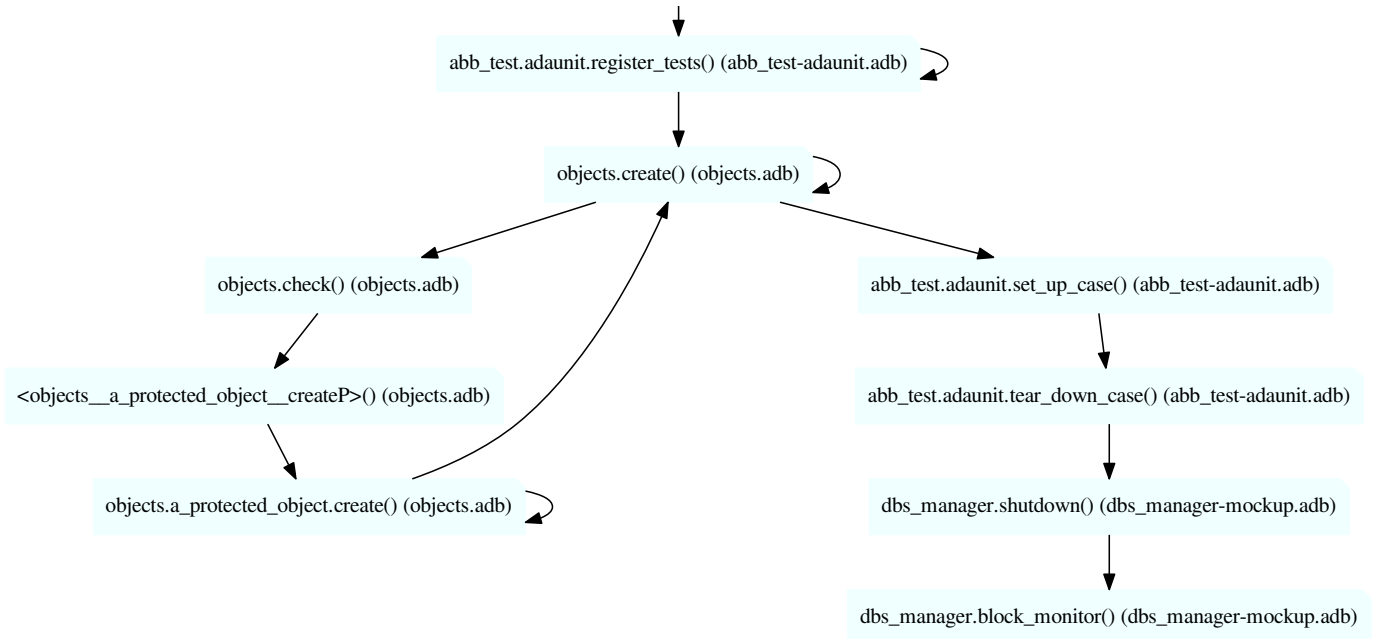 abb_test.adaunit.register_tests() (abb_test-adaunit.adb)
objects.create() (objects.adb)
objects.check() (objects.adb)
abb_test.adaunit.set_up_case() (abb_test-adaunit.adb)
<objects__a_protected_object__createP>() (objects.adb)
abb_test.adaunit.tear_down_case() (abb_test-adaunit.adb)
objects.a_protected_object.create() (objects.adb)
dbs_manager.shutdown() (dbs_manager-mockup.adb)
dbs_manager.block_monitor() (dbs_manager-mockup.adb)